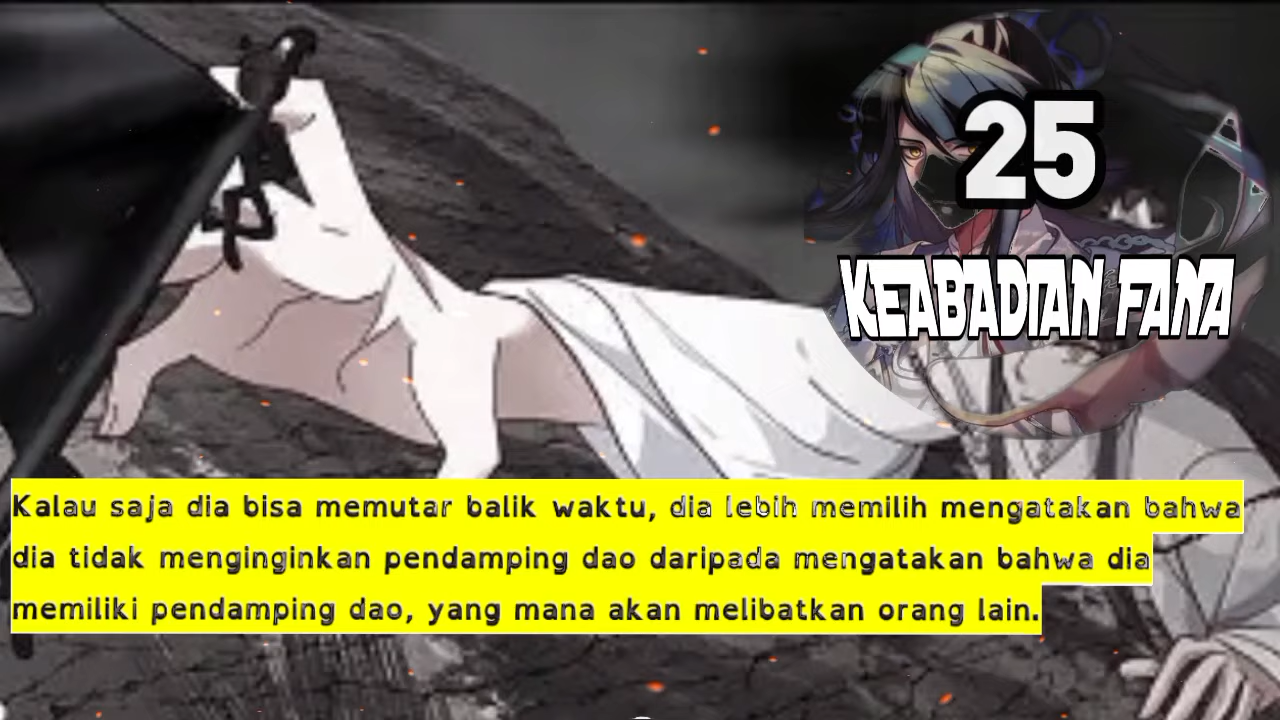 25
KEABADIAN FANA
Kalau saja dia bisa memutar balik waktu, dia lebih memilih mengatakan bahwa
dia tidak menginginkan pendamping dao daripada mengatakan bahwa dia
memiliki pendamping dao, yang mana akan melibatkan orang lain.